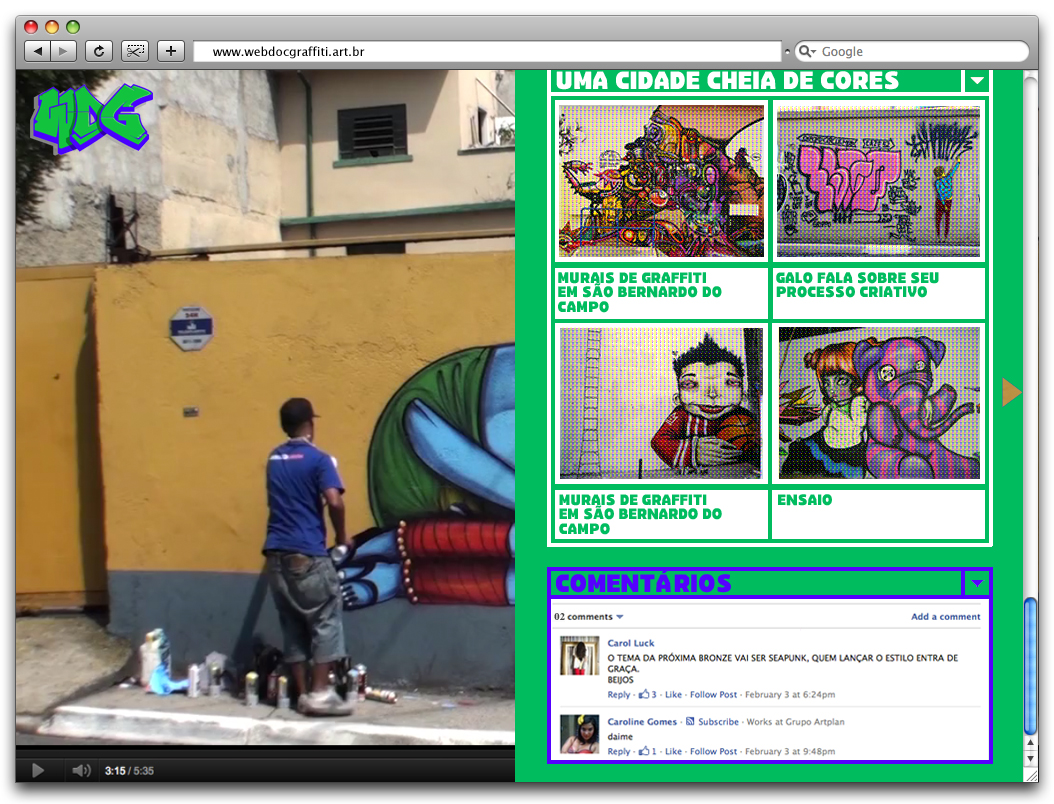 www.webdocgraffiti.art.br
Google
WDG
UMA CIDADE CHEIA DE CORES
MURAIS DE GRAFFITI
EM SÃO BERNARDO DO
CAMPO
GALO FALA SOBRE SEU
PROCESSO CRIATIVO
MURAIS DE GRAFFITI
EM SÃO BERNARDO DO
CAMPO
ENSAIO
COMENTÁRIOS
02 comments
Add a comment
Carol Luck
O TEMA DA PRÓXIMA BRONZE VAI SER SEAPUNK, QUEM LANÇAR O ESTILO ENTRA DE
GRAÇA.
BEIJOS
Reply · 3 · Like · Follow Post · February 3 at 6:24pm
Caroline Gomes · Subscribe · Works at Grupo Artplan
daime
Reply · 1 · Like · Follow Post · February 3 at 9:48pm
3:15 / 5:35